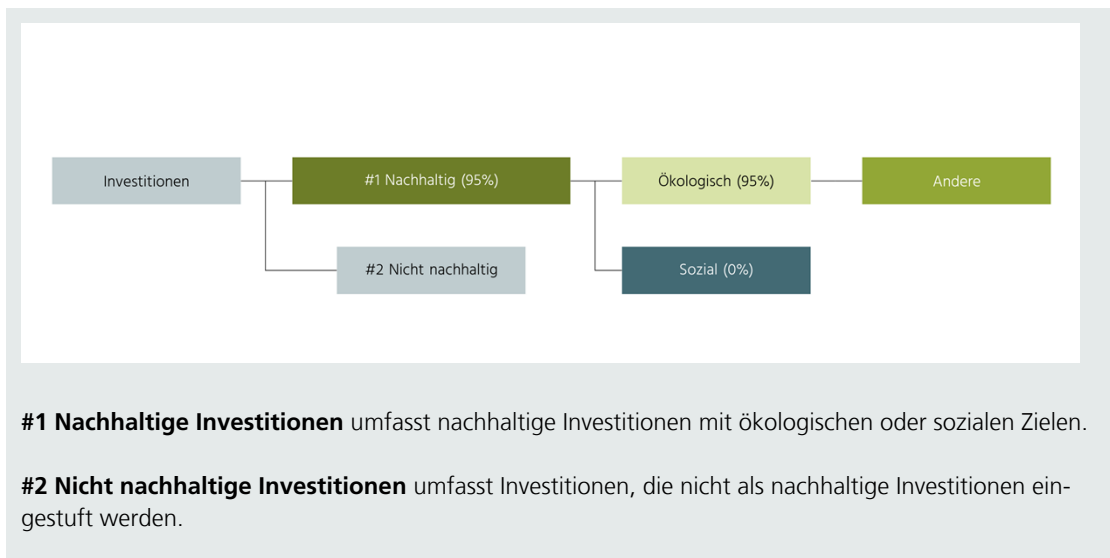 Investitionen
#1 Nachhaltig (95%)
Ökologisch (95%)
Andere
#2 Nicht nachhaltig
Sozial (0%)
#1 Nachhaltige Investitionen umfasst nachhaltige Investitionen mit ökologischen oder sozialen Zielen.
#2 Nicht nachhaltige Investitionen umfasst Investitionen, die nicht als nachhaltige Investitionen ein-
gestuft werden.